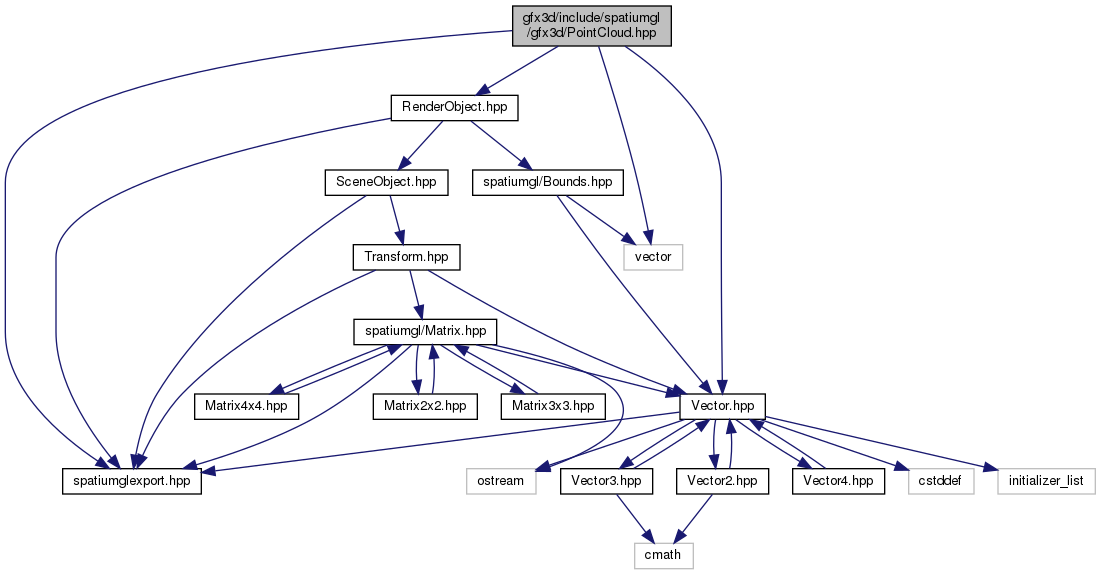 gfx3d/include/spatiumgl
/gfx3d/PointCloud.hpp
RenderObject.hpp
SceneObject.hpp
spatiumgl/Bounds.hpp
Transform.hpp
vector
spatiumgl/Matrix.hpp
Matrix4x4.hpp
Matrix2x2.hpp
Matrix3x3.hpp
Vector.hpp
spatiumglexport.hpp
ostream
Vector3.hpp
Vector2.hpp
Vector4.hpp
cstddef
initializer_list
cmath